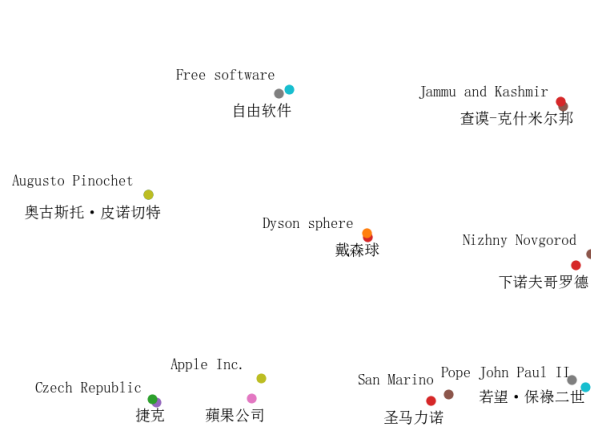 Free software
自由软件
Jammu and Kashmir
查谟-克什米尔邦
Augusto Pinochet
奥古斯托·皮诺切特
Dyson sphere
戴森球
Nizhny Novgorod
下诺夫哥罗德
Apple Inc.
蘋果公司
Czech Republic
捷克
San Marino
圣马力诺
Pope John Paul II
若望·保祿二世